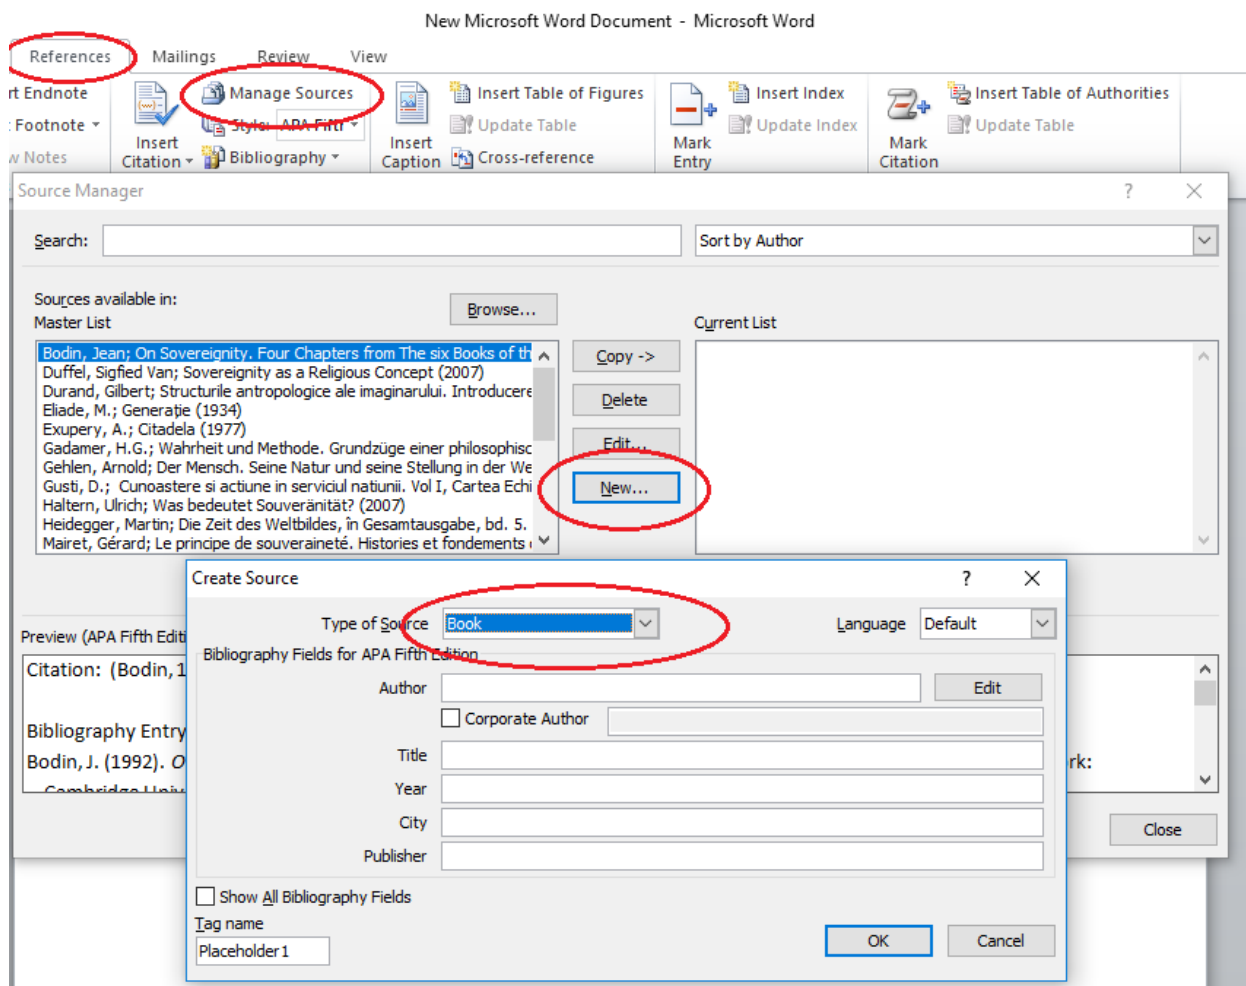 New Microsoft Word Document - Microsoft Word
References Mailings Review View
rt Endnote Manage Sources Insert Table of Figures Insert Index Insert Table of Authorities
Footnote Style: APA Fifth Update Table Update Index Update Table
w Notes Insert Citation Bibliography Insert Caption Cross-reference Mark Entry Mark Citation
Source Manager
Search: Sort by Author
Sources available in:
Master List Browse... Current List
Bodin, Jean; On Sovereignty. Four Chapters from The six Books of th
Duffel, Sigfied Van; Sovereignity as a Religious Concept (2007)
Durand, Gilbert; Structurile antropologice ale imaginarului. Introducere
Eliade, M.; Generație (1934)
Exupery, A.; Citadela (1977)
Gadamer, H.G.; Wahrheit und Methode. Grundzüge einer philosophisc
Gehlen, Arnold; Der Mensch. Seine Natur und seine Stellung in der We
Gusti, D.; Cunoastere si actiune in serviciul natiunii. Vol I, Cartea Echi
Haltern, Ulrich; Was bedeutet Souveränität? (2007)
Heidegger, Martin; Die Zeit des Weltbildes, în Gesamtausgabe, bd. 5.
Mairet, Gérard; Le principe de souveraineté. Histories et fondements
Copy ->
Delete
Edit...
New...
Preview (APA Fifth Editi
Citation: (Bodin, 1
Bibliography Entry
Bodin, J. (1992). O rk:
Cambridge Univ
Close
Create Source
Type of Source Book Language Default
Bibliography Fields for APA Fifth Edition
Author Edit
Corporate Author
Title
Year
City
Publisher
Show All Bibliography Fields
Tag name
Placeholder1 OK Cancel